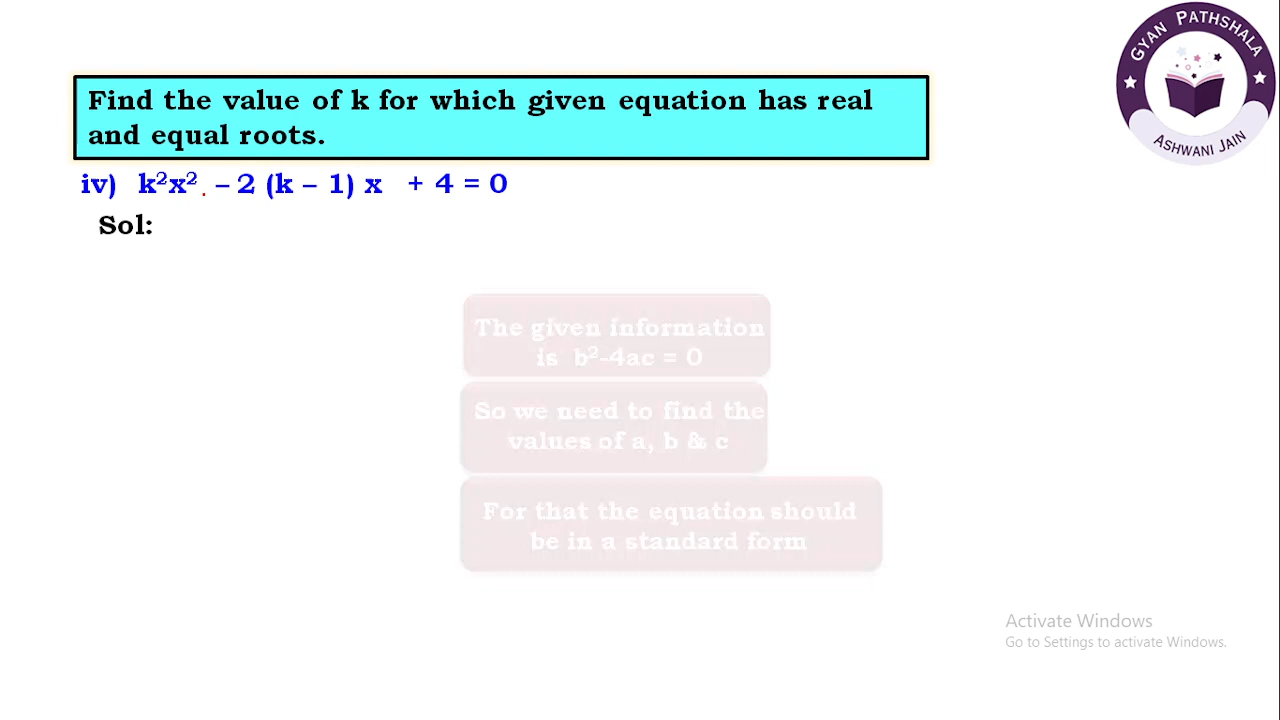 GYAN PATHSHALA
ASHWANI JAIN
Find the value of k for which given equation has real
and equal roots.
iv) k²x² . – 2 (k – 1) x + 4 = 0
Sol:
The given information
is b²-4ac = 0
So we need to find the
values of a, b & c
For that the equation should
be in a standard form
Activate Windows
Go to Settings to activate Windows.